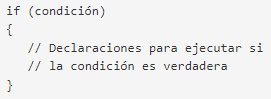 if (condición)
{
// Declaraciones para ejecutar si
// la condición es verdadera
}